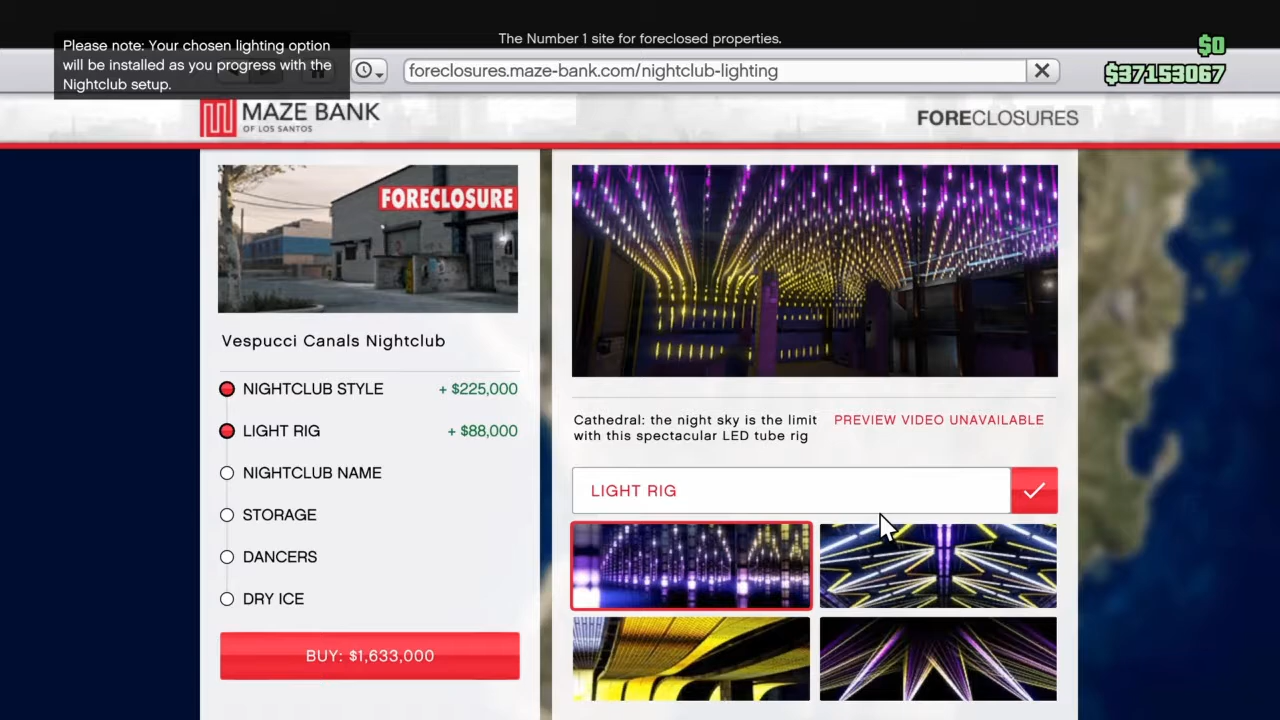 Please note: Your chosen lighting option
will be installed as you progress with the
Nightclub setup.
The Number 1 site for foreclosed properties.
$0
$37153067
foreclosures.maze-bank.com/nightclub-lighting
MAZE BANK
OF LOS SANTOS
FORECLOSURES
FORECLOSURE
Vespucci Canals Nightclub
NIGHTCLUB STYLE + $225,000
LIGHT RIG + $88,000
NIGHTCLUB NAME
STORAGE
DANCERS
DRY ICE
BUY: $1,633,000
Cathedral: the night sky is the limit
with this spectacular LED tube rig
PREVIEW VIDEO UNAVAILABLE
LIGHT RIG